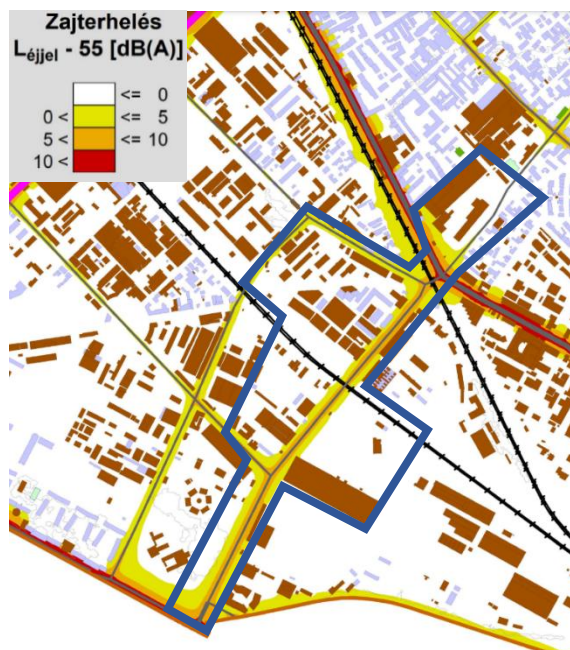 Zajterhelés
Léjjel - 55 [dB(A)]
<= 0
0 < <= 5
5 < <= 10
10 <